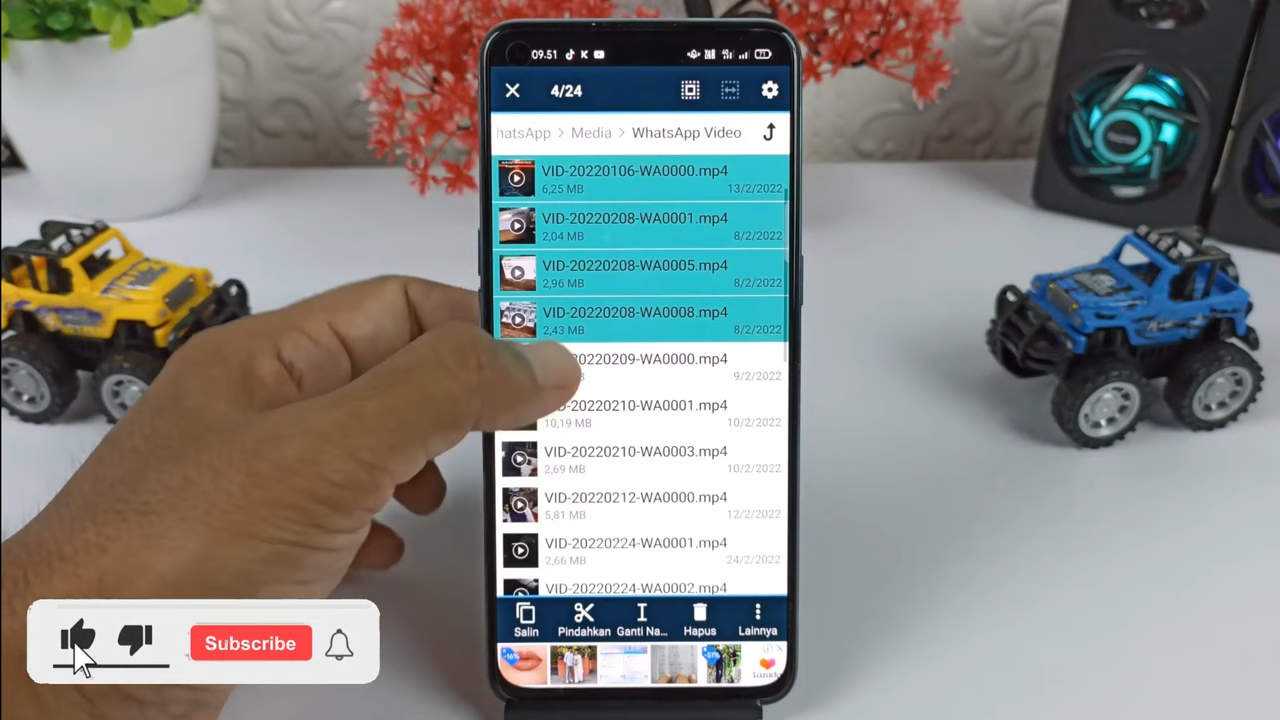 09.51
4/24
hatsApp > Media > WhatsApp Video
VID-20220106-WA0000.mp4
6,25 MB 13/2/2022
VID-20220208-WA0001.mp4
2,04 MB 8/2/2022
VID-20220208-WA0005.mp4
2,96 MB 8/2/2022
VID-20220208-WA0008.mp4
2,43 MB 8/2/2022
20220209-WA0000.mp4
9/2/2022
20220210-WA0001.mp4
10,19 MB 10/2/2022
VID-20220210-WA0003.mp4
2,69 MB 10/2/2022
VID-20220212-WA0000.mp4
5,81 MB 12/2/2022
VID-20220224-WA0001.mp4
2,66 MB 24/2/2022
VID-20220224-WA0002.mp4
Salin Pindahkan Ganti Na... Hapus Lainnya
Lazada
Subscribe